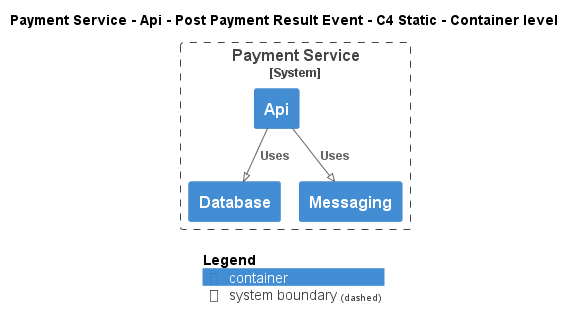 Payment Service - Api - Post Payment Result Event - C4 Static - Container level
Payment Service
[System]
Api
Uses
Uses
Database
Messaging
Legend
container
system boundary (dashed)